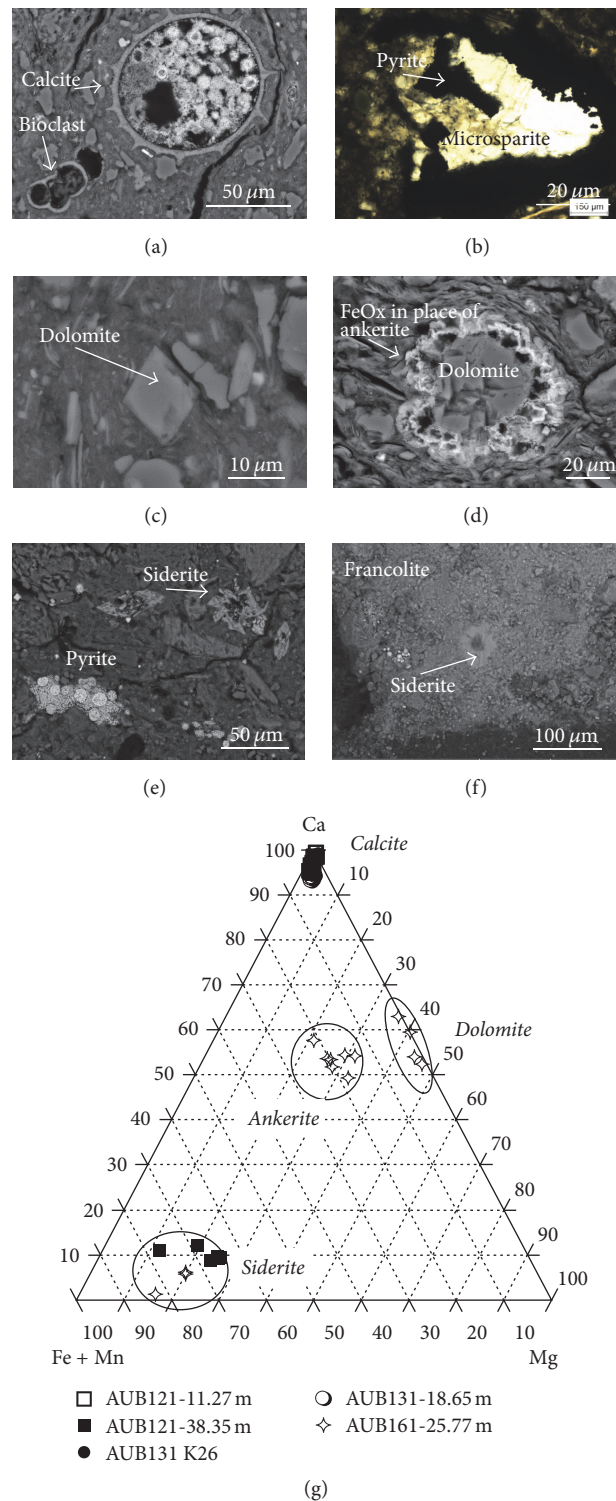 Calcite
Bioclast
50 μm
(a)
Pyrite
Microsparite
20 μm
150 μm
(b)
Dolomite
10 μm
(c)
FeOx in place of
ankerite
Dolomite
20 μm
(d)
Siderite
Pyrite
50 μm
(e)
Francolite
Siderite
100 μm
(f)
Ca
Calcite
100
90
80
70
60
50
40
30
20
10
10
20
30
40
50
60
70
80
90
100
Dolomite
Ankerite
Siderite
100 90 80 70 60 50 40 30 20 10
Fe + Mn Mg
AUB121-11.27 m AUB131-18.65 m
AUB121-38.35 m AUB161-25.77 m
AUB131 K26
(g)